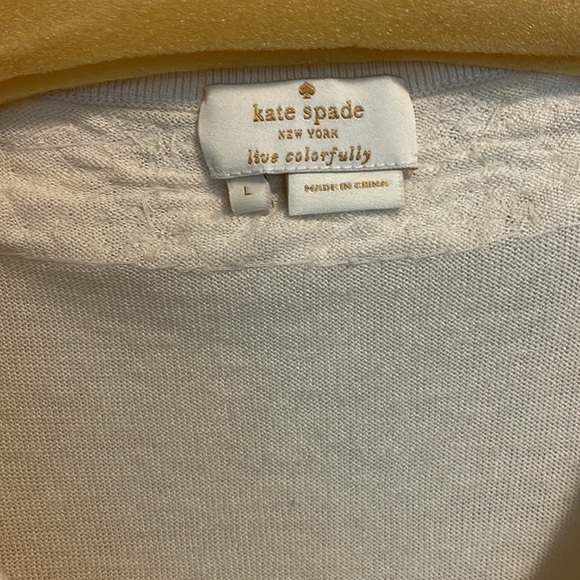 kate spade
NEW YORK
live colorfully
L
MADE IN CHINA